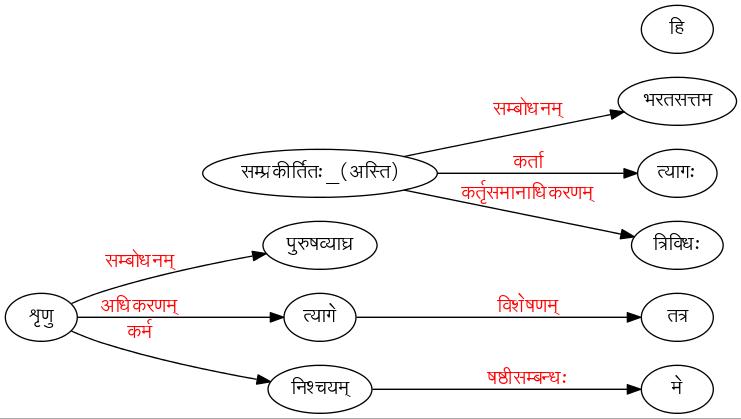 हि
भरतसत्तम
सम्बोधनम्
सम्प्रकीर्तितः_(अस्ति)
कर्ता
त्यागः
कर्तृसमानाधिकरणम्
त्रिविधः
पुरुषव्याघ्र
सम्बोधनम्
शृणु
अधिकरणम्
त्यागे
विशेषणम्
तत्र
कर्म
निश्चयम्
षष्ठीसम्बन्धः
मे